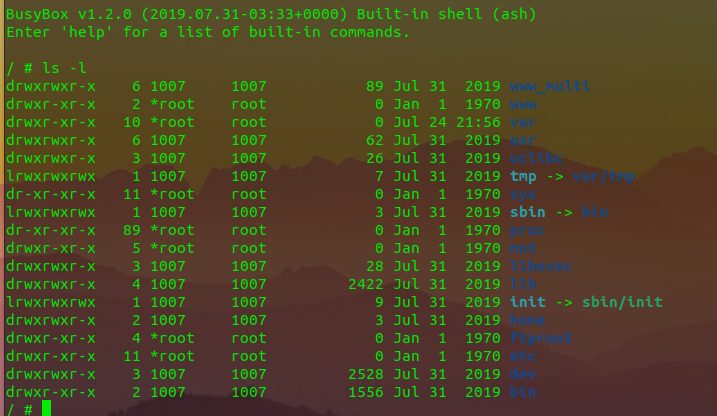 BusyBox v1.2.0 (2019.07.31-03:33+0000) Built-in shell (ash)
Enter 'help' for a list of built-in commands.
/ # ls -l
drwxrwxr-x    6 1007     1007           89 Jul 31  2019 www_multi
drwxr-xr-x    2 *root    root            0 Jan  1  1970 www
drwxr-xr-x   10 *root    root            0 Jul 24 21:56 var
drwxrwxr-x    6 1007     1007           62 Jul 31  2019 usr
drwxrwxr-x    3 1007     1007           26 Jul 31  2019 uclibc
lrwxrwxrwx    1 1007     1007            7 Jul 31  2019 tmp -> var/tmp
dr-xr-xr-x   11 *root    root            0 Jan  1  1970 sys
lrwxrwxrwx    1 1007     1007            3 Jul 31  2019 sbin -> bin
dr-xr-xr-x   89 *root    root            0 Jan  1  1970 proc
drwxr-xr-x    5 *root    root            0 Jan  1  1970 mnt
drwxrwxr-x    3 1007     1007           28 Jul 31  2019 libexec
drwxrwxr-x    4 1007     1007         2422 Jul 31  2019 lib
lrwxrwxrwx    1 1007     1007            9 Jul 31  2019 init -> sbin/init
drwxrwxr-x    2 1007     1007            3 Jul 31  2019 home
drwxr-xr-x    4 *root    root            0 Jan  1  1970 ftproot
drwxr-xr-x   11 *root    root            0 Jan  1  1970 etc
drwxrwxr-x    3 1007     1007         2528 Jul 31  2019 dev
drwxr-xr-x    2 1007     1007         1556 Jul 31  2019 bin
/ #